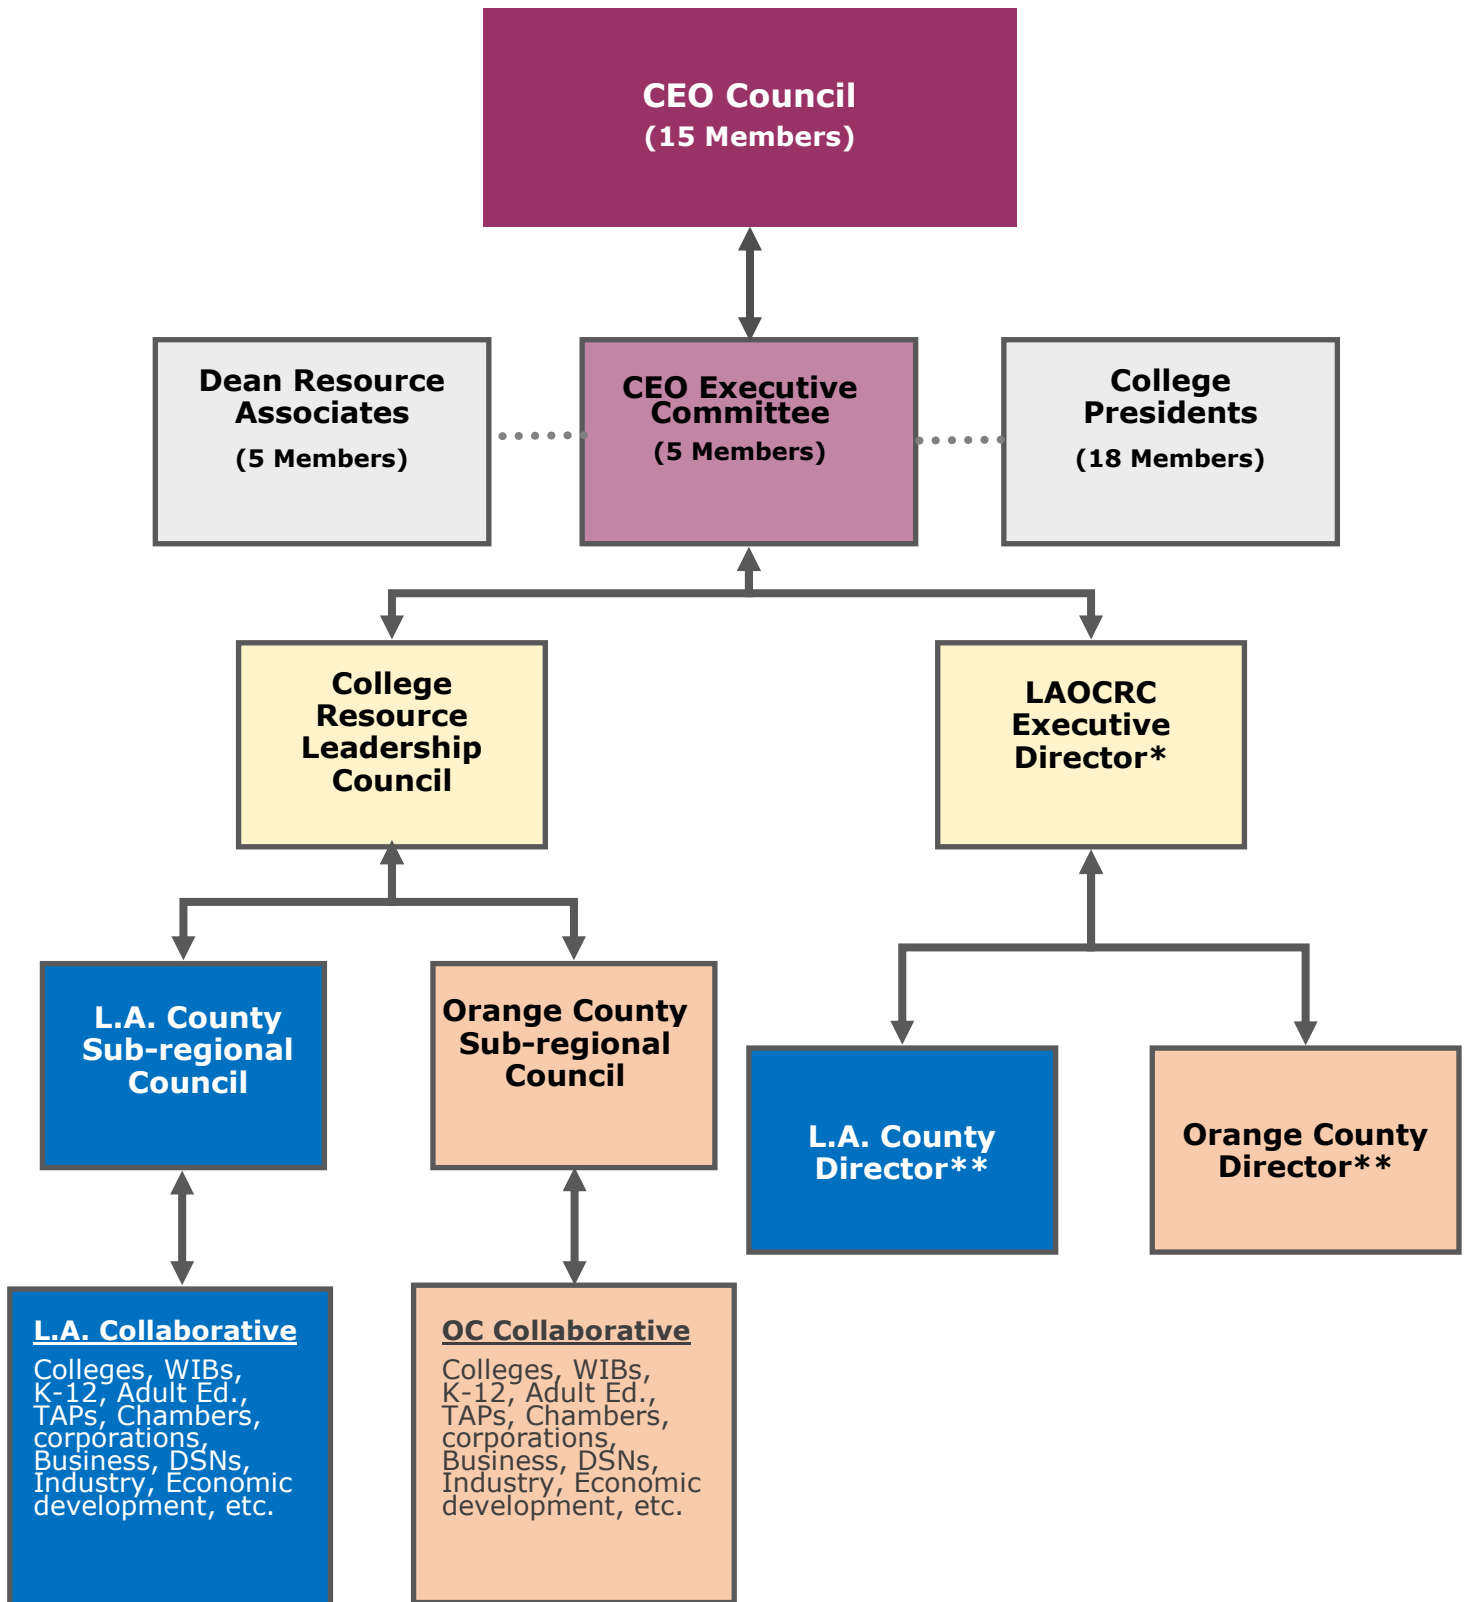 CEO Council
(15 Members)
Dean Resource
Associates
(5 Members)
CEO Executive
Committee
(5 Members)
College
Presidents
(18 Members)
College
Resource
Leadership
Council
LAOCRC
Executive
Director*
L.A. County
Sub-regional
Council
Orange County
Sub-regional
Council
L.A. County
Director**
Orange County
Director**
L.A. Collaborative
Colleges, WIBs,
K-12, Adult Ed.,
TAPs, Chambers,
corporations,
Business, DSNs,
Industry, Economic
development, etc.
OC Collaborative
Colleges, WIBs,
K-12, Adult Ed.,
TAPs, Chambers,
corporations,
Business, DSNs,
Industry, Economic
development, etc.